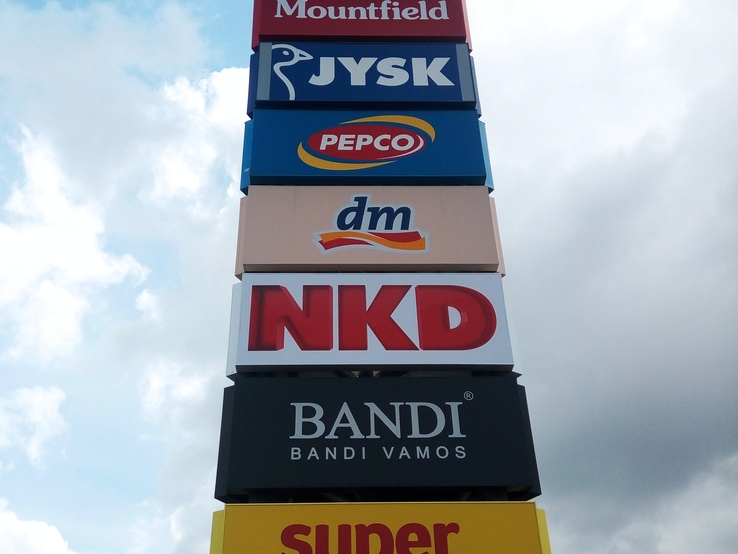 Mountfield
JYSK
PEPCO
dm
NKD
BANDI®
BANDI VAMOS
super